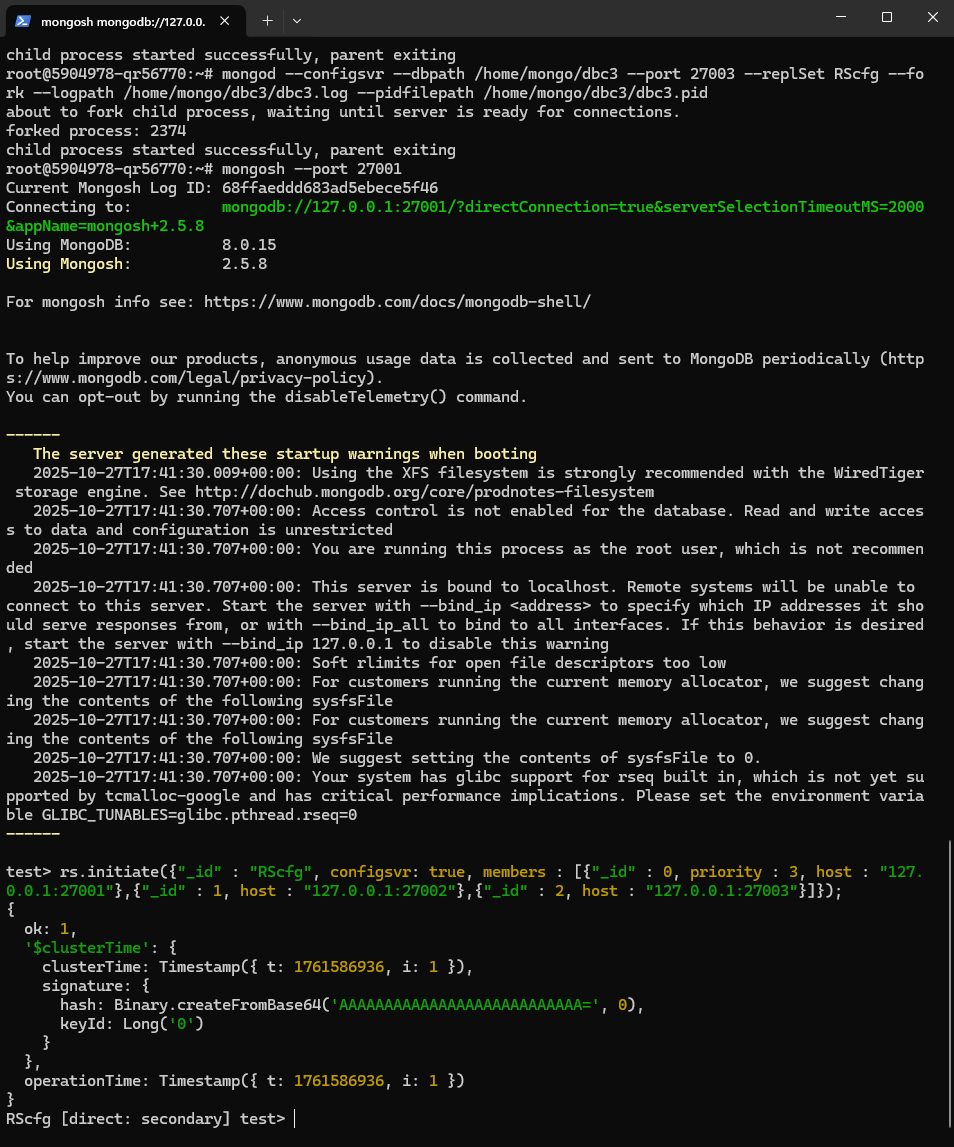 mongosh mongodb://127.0.0.
child process started successfully, parent exiting
root@5904978-qr56770:~# mongod --configsvr --dbpath /home/mongo/dbc3 --port 27003 --replSet RScfg --fo
rk --logpath /home/mongo/dbc3/dbc3.log --pidfilepath /home/mongo/dbc3/dbc3.pid
about to fork child process, waiting until server is ready for connections.
forked process: 2374
child process started successfully, parent exiting
root@5904978-qr56770:~# mongosh --port 27001
Current Mongosh Log ID: 68ffaeddd683ad5ebece5f46
Connecting to:          mongodb://127.0.0.1:27001/?directConnection=true&serverSelectionTimeoutMS=2000
&appName=mongosh+2.5.8
Using MongoDB:          8.0.15
Using Mongosh:          2.5.8
For mongosh info see: https://www.mongodb.com/docs/mongodb-shell/
To help improve our products, anonymous usage data is collected and sent to MongoDB periodically (http
s://www.mongodb.com/legal/privacy-policy).
You can opt-out by running the disableTelemetry() command.
------
   The server generated these startup warnings when booting
   2025-10-27T17:41:30.009+00:00: Using the XFS filesystem is strongly recommended with the WiredTiger
 storage engine. See http://dochub.mongodb.org/core/prodnotes-filesystem
   2025-10-27T17:41:30.707+00:00: Access control is not enabled for the database. Read and write acces
s to data and configuration is unrestricted
   2025-10-27T17:41:30.707+00:00: You are running this process as the root user, which is not recommen
ded
   2025-10-27T17:41:30.707+00:00: This server is bound to localhost. Remote systems will be unable to
connect to this server. Start the server with --bind_ip <address> to specify which IP addresses it sho
uld serve responses from, or with --bind_ip_all to bind to all interfaces. If this behavior is desired
, start the server with --bind_ip 127.0.0.1 to disable this warning
   2025-10-27T17:41:30.707+00:00: Soft rlimits for open file descriptors too low
   2025-10-27T17:41:30.707+00:00: For customers running the current memory allocator, we suggest chang
ing the contents of the following sysfsFile
   2025-10-27T17:41:30.707+00:00: For customers running the current memory allocator, we suggest chang
ing the contents of the following sysfsFile
   2025-10-27T17:41:30.707+00:00: We suggest setting the contents of sysfsFile to 0.
   2025-10-27T17:41:30.707+00:00: Your system has glibc support for rseq built in, which is not yet su
pported by tcmalloc-google and has critical performance implications. Please set the environment varia
ble GLIBC_TUNABLES=glibc.pthread.rseq=0
------
test> rs.initiate({"_id" : "RScfg", configsvr: true, members : [{"_id" : 0, priority : 3, host : "127.
0.0.1:27001"},{"_id" : 1, host : "127.0.0.1:27002"},{"_id" : 2, host : "127.0.0.1:27003"}]});
{
  ok: 1,
  '$clusterTime': {
    clusterTime: Timestamp({ t: 1761586936, i: 1 }),
    signature: {
      hash: Binary.createFromBase64('AAAAAAAAAAAAAAAAAAAAAAAAAAA=', 0),
      keyId: Long('0')
    }
  },
  operationTime: Timestamp({ t: 1761586936, i: 1 })
}
RScfg [direct: secondary] test>